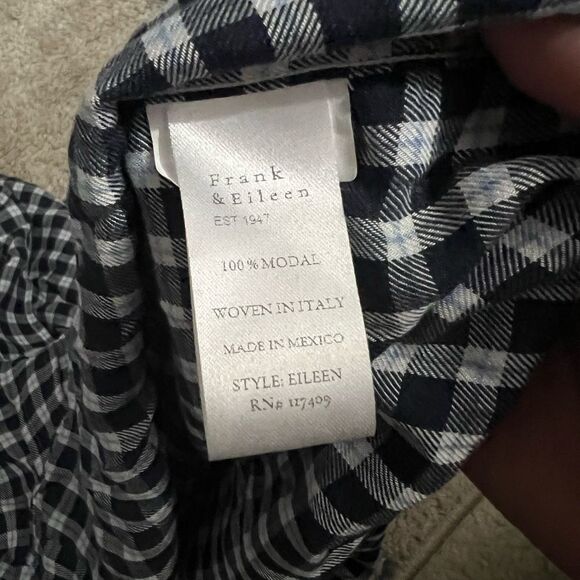 Frank
& Eileen
EST 1947
100% MODAL
WOVEN IN ITALY
MADE IN MEXICO
STYLE: EILEEN
RN# 117409